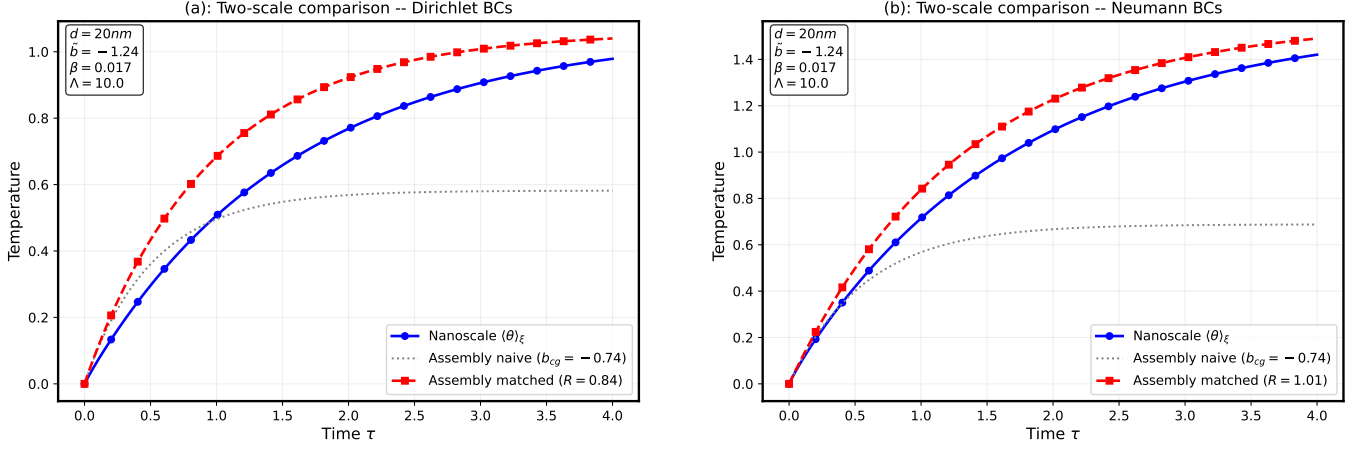 (a): Two-scale comparison -- Dirichlet BCs
d = 20nm
b̃ = −1.24
β = 0.017
Λ = 10.0
1.0
0.8
0.6
0.4
0.2
0.0
Temperature
Nanoscale ⟨θ⟩ξ
Assembly naive (bcg = −0.74)
Assembly matched (R = 0.84)
0.0 0.5 1.0 1.5 2.0 2.5 3.0 3.5 4.0
Time τ
(b): Two-scale comparison -- Neumann BCs
d = 20nm
b̃ = −1.24
β = 0.017
Λ = 10.0
1.4
1.2
1.0
0.8
0.6
0.4
0.2
0.0
Temperature
Nanoscale ⟨θ⟩ξ
Assembly naive (bcg = −0.74)
Assembly matched (R = 1.01)
0.0 0.5 1.0 1.5 2.0 2.5 3.0 3.5 4.0
Time τ